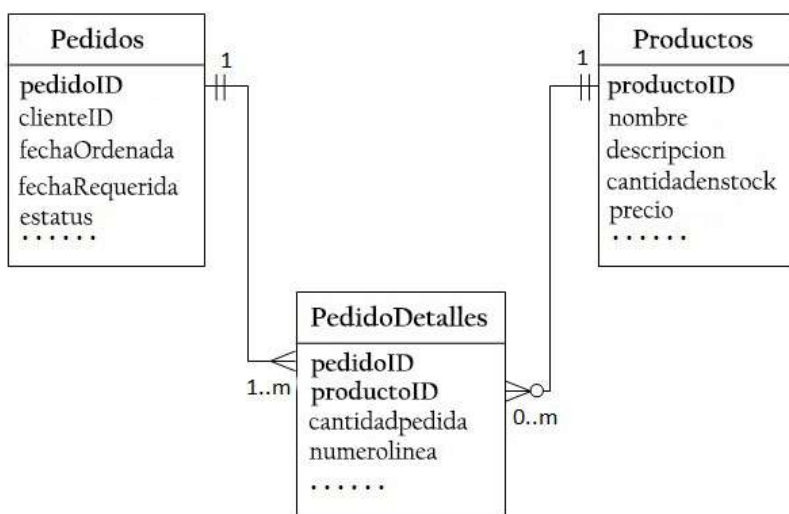 Pedidos
pedidoID
clienteID
fechaOrdenada
fechaRequerida
estatus
......
1
1
Productos
productoID
nombre
descripcion
cantidadenstock
precio
......
PedidoDetalles
pedidoID
productoID
cantidadpedida
numerolinea
......
1..m
0..m